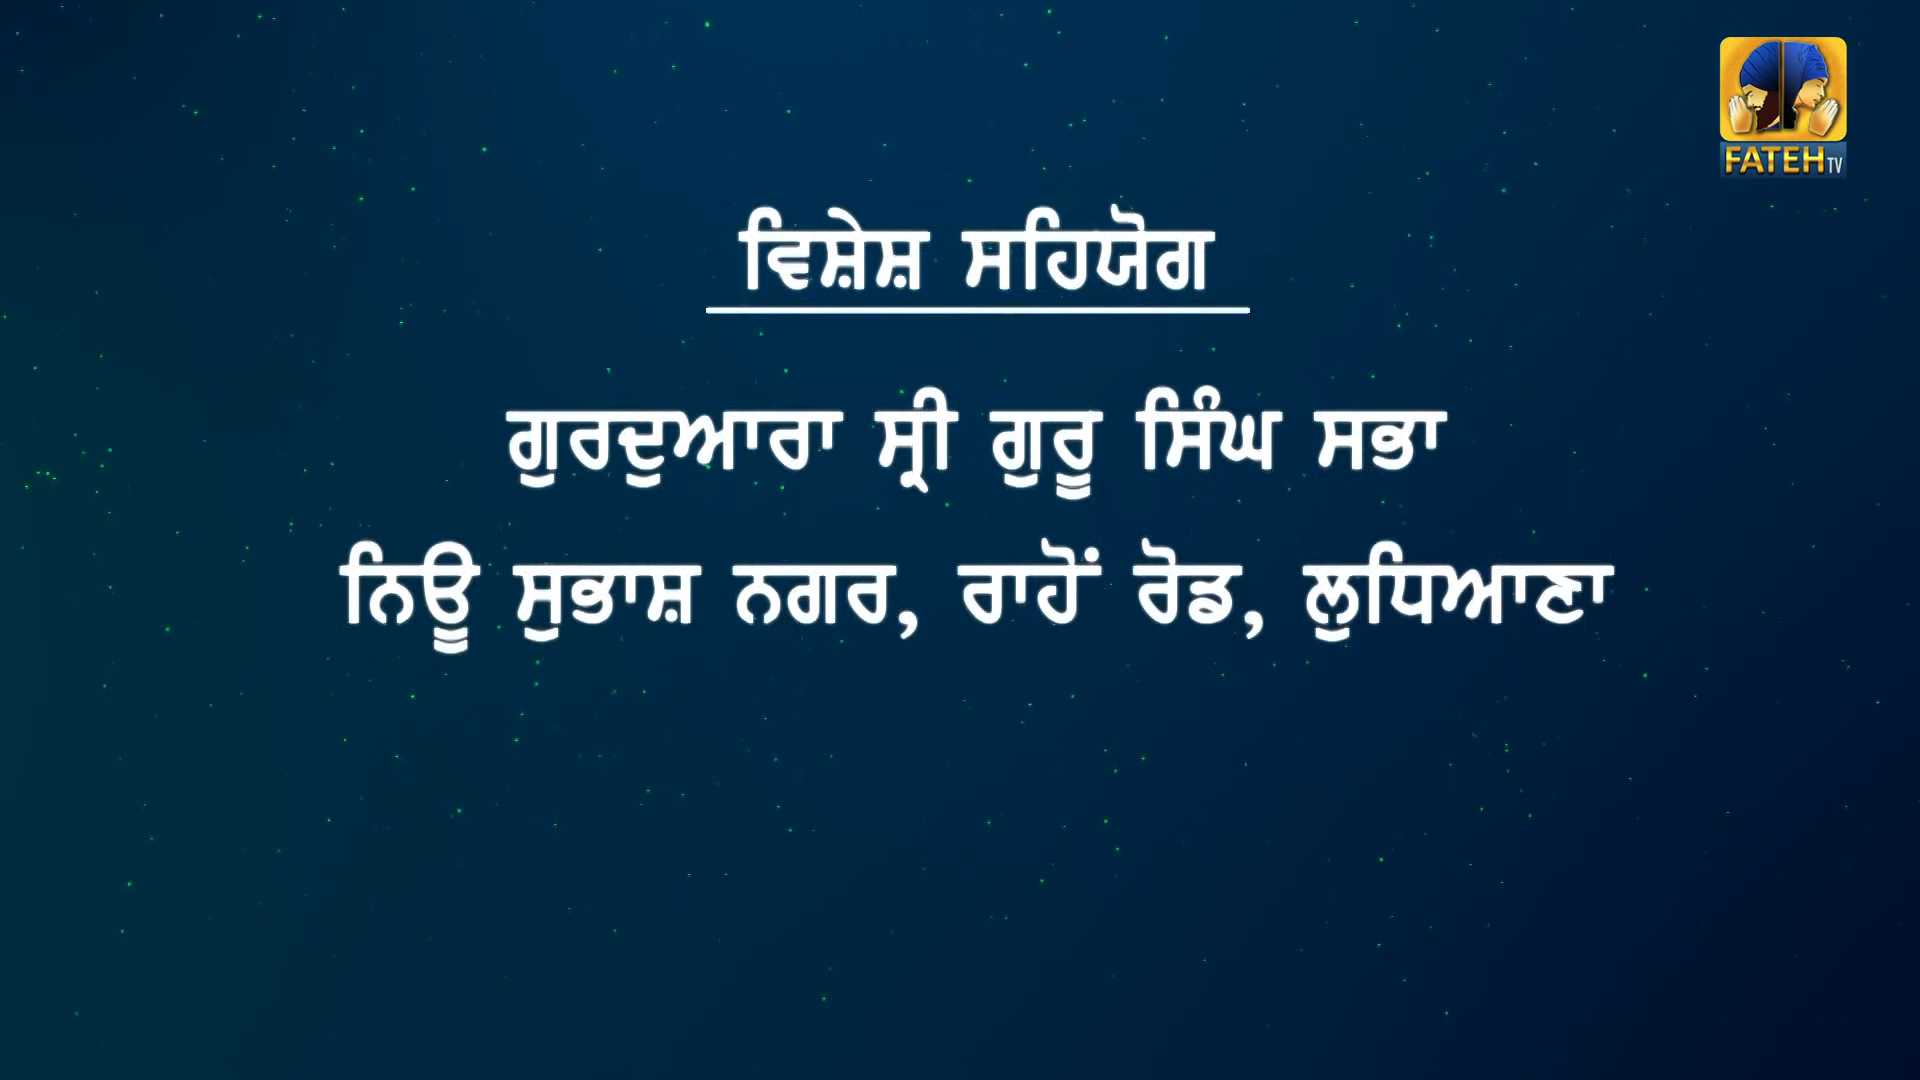 FATEH TV
ਵਿਸ਼ੇਸ਼ ਸਹਿਯੋਗ
ਗੁਰਦੁਆਰਾ ਸ੍ਰੀ ਗੁਰੂ ਸਿੰਘ ਸਭਾ
ਨਿਊ ਸੁਭਾਸ਼ ਨਗਰ, ਰਾਹੋਂ ਰੋਡ, ਲੁਧਿਆਣਾ